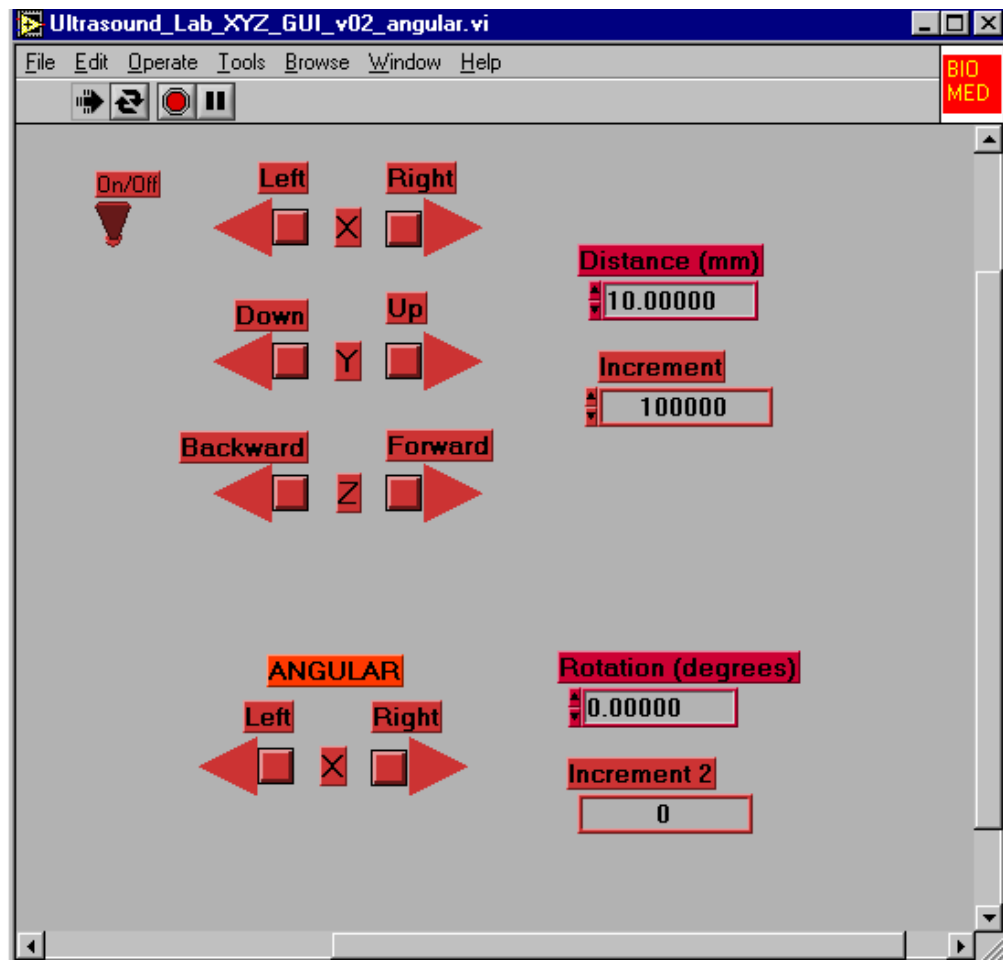 Ultrasound_Lab_XYZ_GUI_v02_angular.vi
File Edit Operate Tools Browse Window Help
BIO
MED
On/Off
Left
Right
X
Distance (mm)
10.00000
Down
Up
Y
Increment
100000
Backward
Forward
Z
ANGULAR
Left
Right
X
Rotation (degrees)
0.00000
Increment 2
0